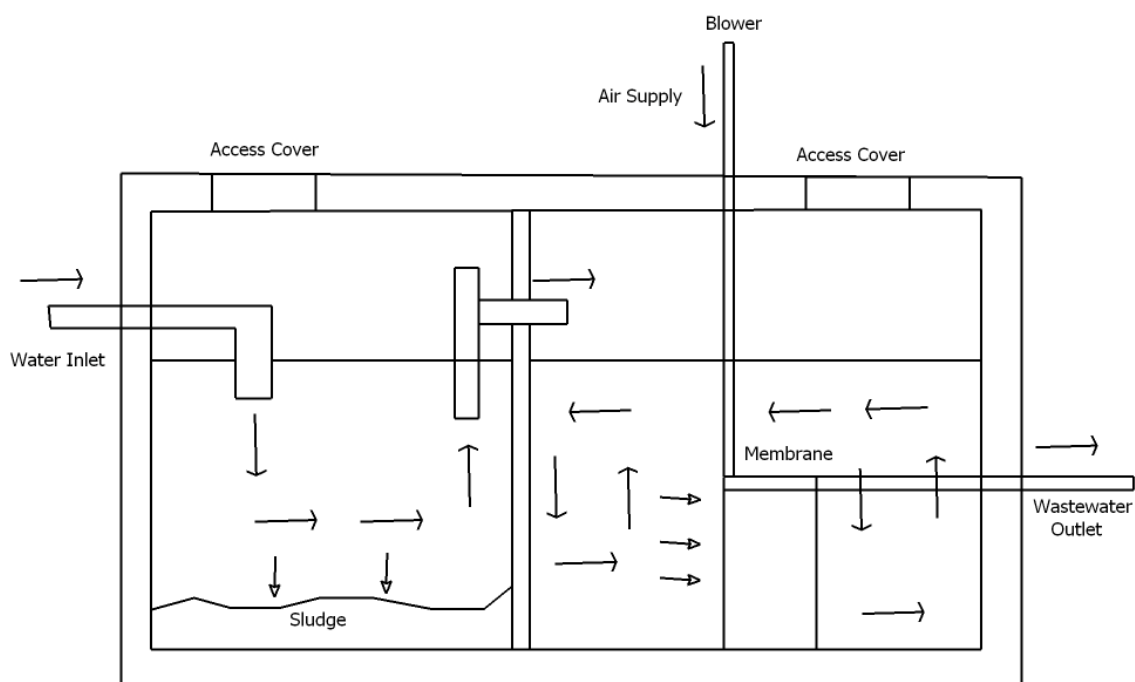 Blower
Air Supply
Access Cover
Access Cover
Water Inlet
Membrane
Wastewater
Outlet
Sludge